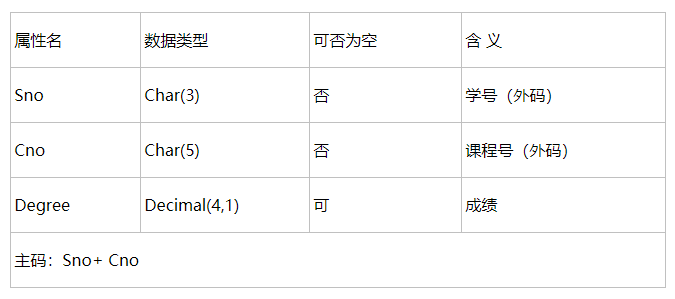 属性名 数据类型 可否为空 含 义
Sno Char(3) 否 学号（外码）
Cno Char(5) 否 课程号（外码）
Degree Decimal(4,1) 可 成绩
主码：Sno+ Cno